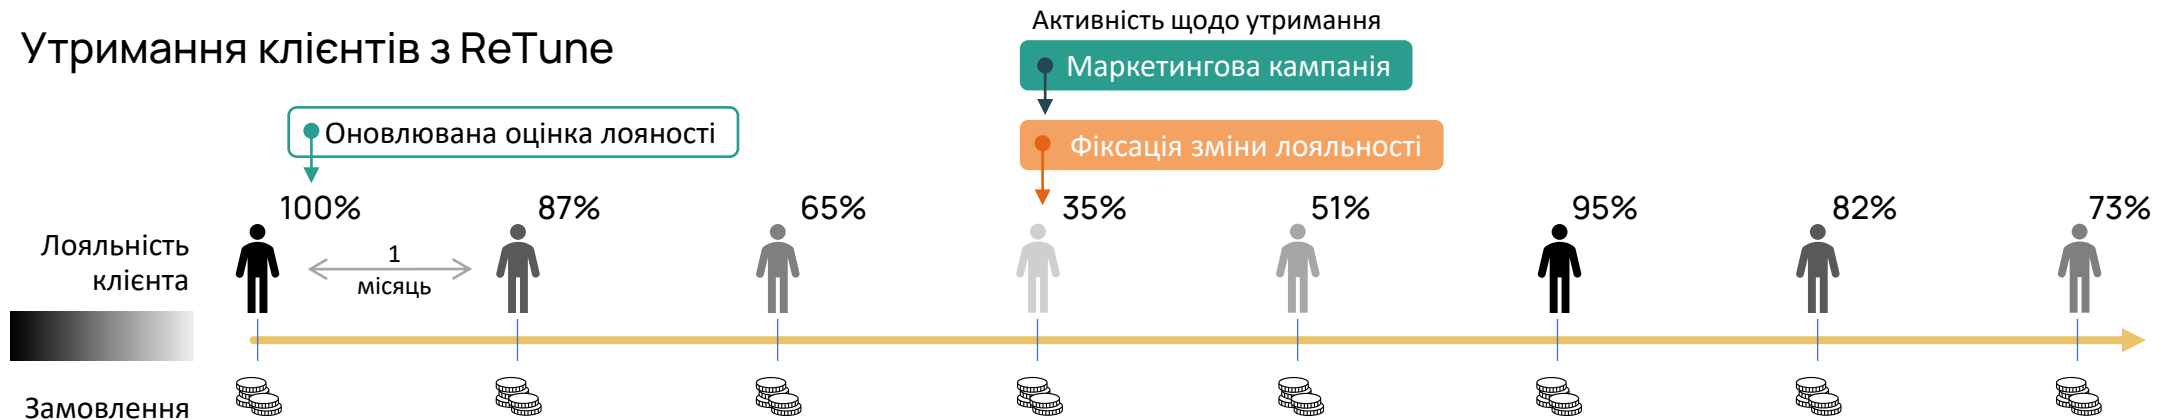 Утримання клієнтів з ReTune
Активність щодо утримання
Маркетингова кампанія
Оновлювана оцінка лояності
Фіксація зміни лояльності
100%
87%
65%
35%
51%
95%
82%
73%
Лояльність
клієнта
1
місяць
Замовлення